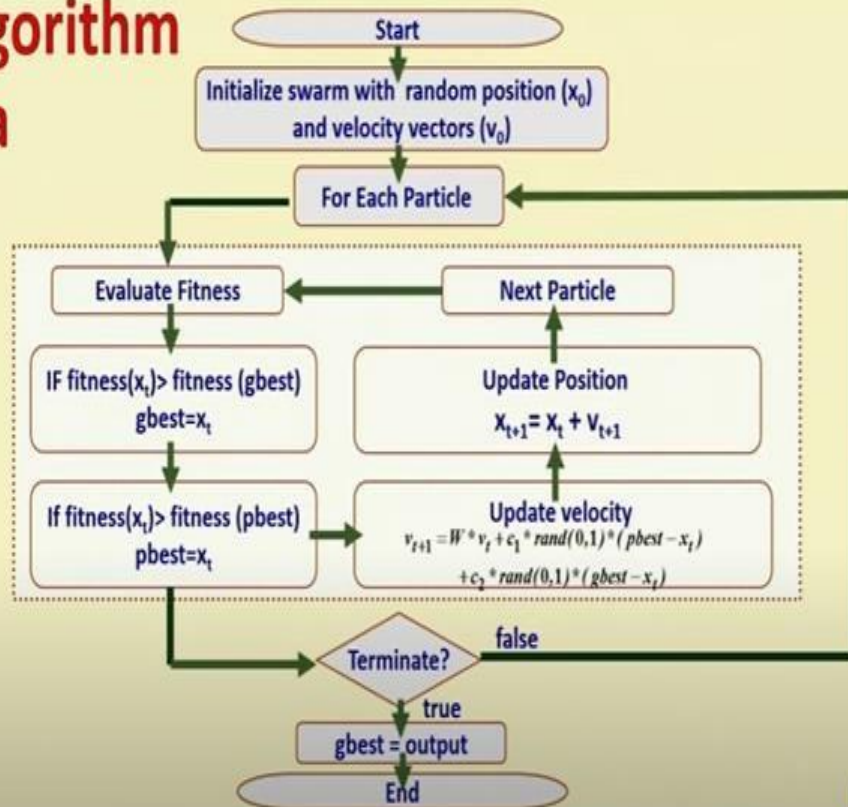 gorithm
a
Start
Initialize swarm with random position (x₀)
and velocity vectors (v₀)
For Each Particle
Evaluate Fitness
Next Particle
IF fitness(xₜ)> fitness (gbest)
gbest=xₜ
Update Position
xₜ₊₁= xₜ + vₜ₊₁
If fitness(xₜ)> fitness (pbest)
pbest=xₜ
Update velocity
vₜ₊₁=W*vₜ+c₁*rand(0,1)*(pbest-xₜ)
+c₂*rand(0,1)*(gbest-xₜ)
Terminate?
false
true
gbest = output
End